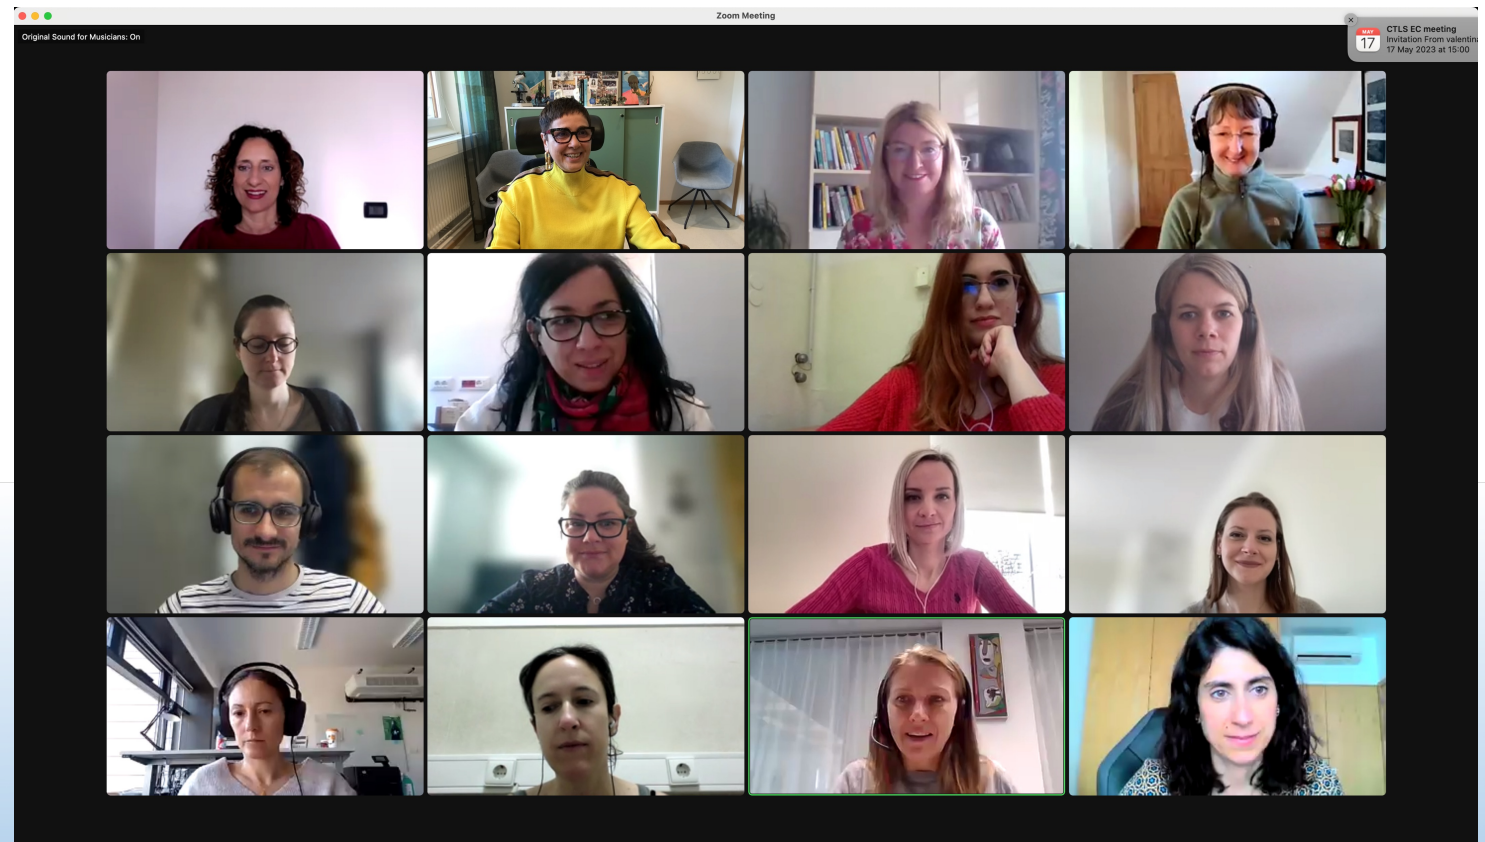 Zoom Meeting
Original Sound for Musicians: On
CTLS EC meeting
MAY
17
Invitation From valentina
17 May 2023 at 15:00